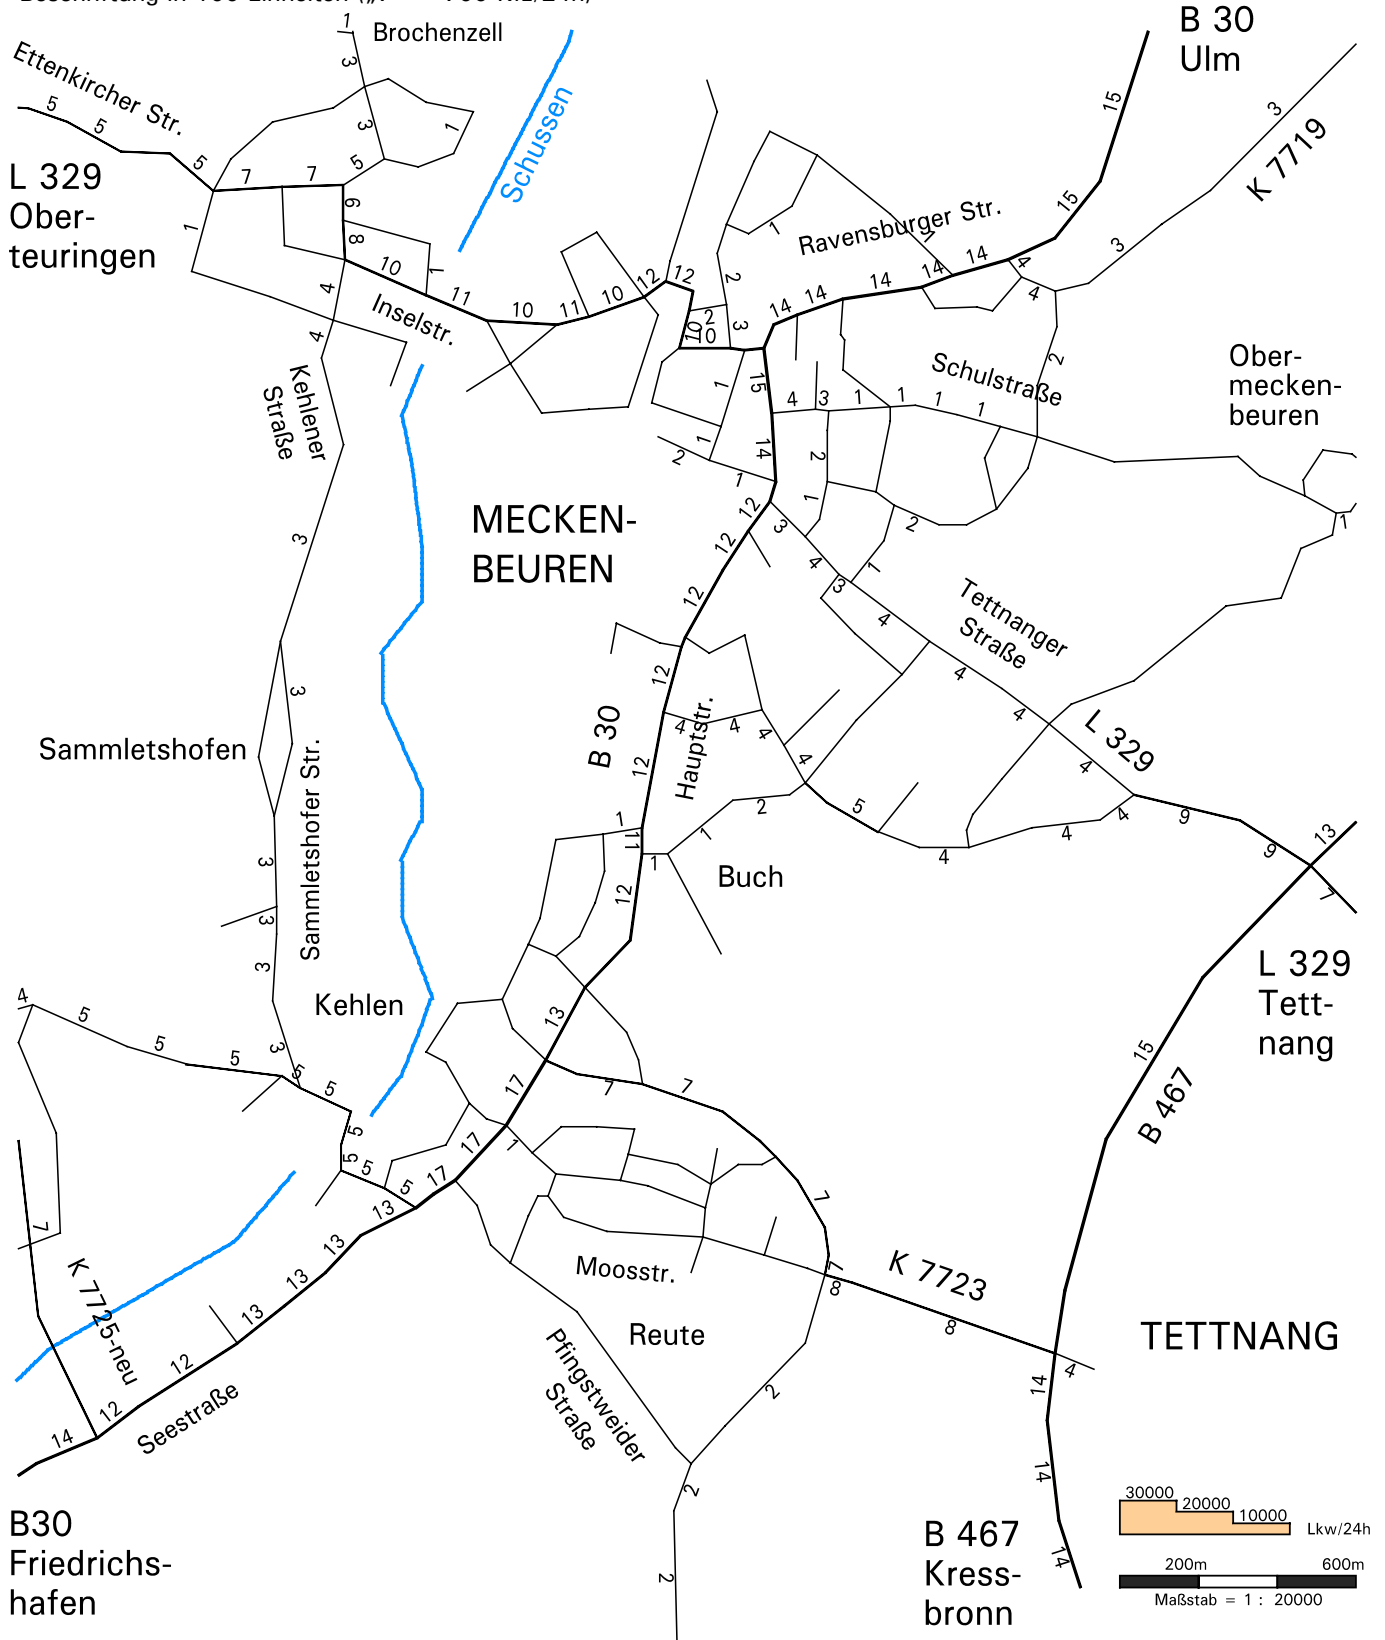 Brochenzell
B 30
Ulm
Ettenkircher Str.
Schussen
K 7719
L 329
Ober-
teuringen
Ravensburger Str.
Inselstr.
Schulstraße
Ober-
mecken-
beuren
Kehlener
Straße
MECKEN-
BEUREN
Tettnanger
Straße
Sammletshofen
B 30
Hauptstr.
L 329
Sammletshofer Str.
Buch
Kehlen
L 329
Tett-
nang
B 467
K 7725-neu
Moosstr.
K 7723
Reute
TETTNANG
Pfingstweider
Straße
Seestraße
B30
Friedrichs-
hafen
B 467
Kress-
bronn
30000
20000
10000
Lkw/24h
200m 600m
Maßstab = 1 : 20000